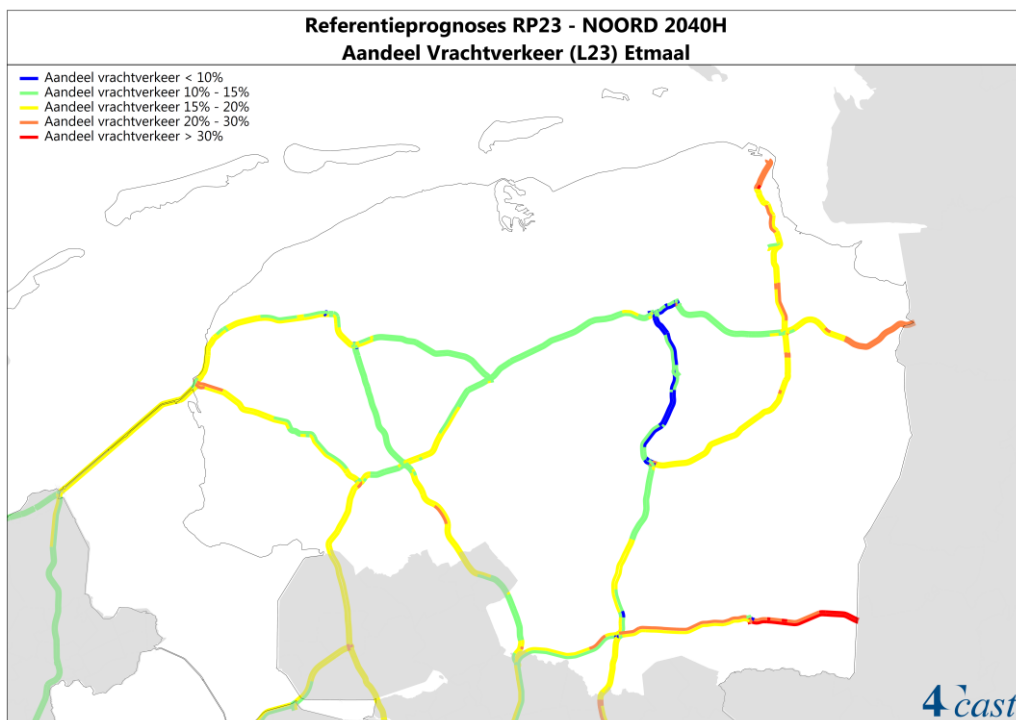 Referentieprognoses RP23 - NOORD 2040H
Aandeel Vrachtverkeer (L23) Etmaal
Aandeel vrachtverkeer < 10%
Aandeel vrachtverkeer 10% - 15%
Aandeel vrachtverkeer 15% - 20%
Aandeel vrachtverkeer 20% - 30%
Aandeel vrachtverkeer > 30%
4cast